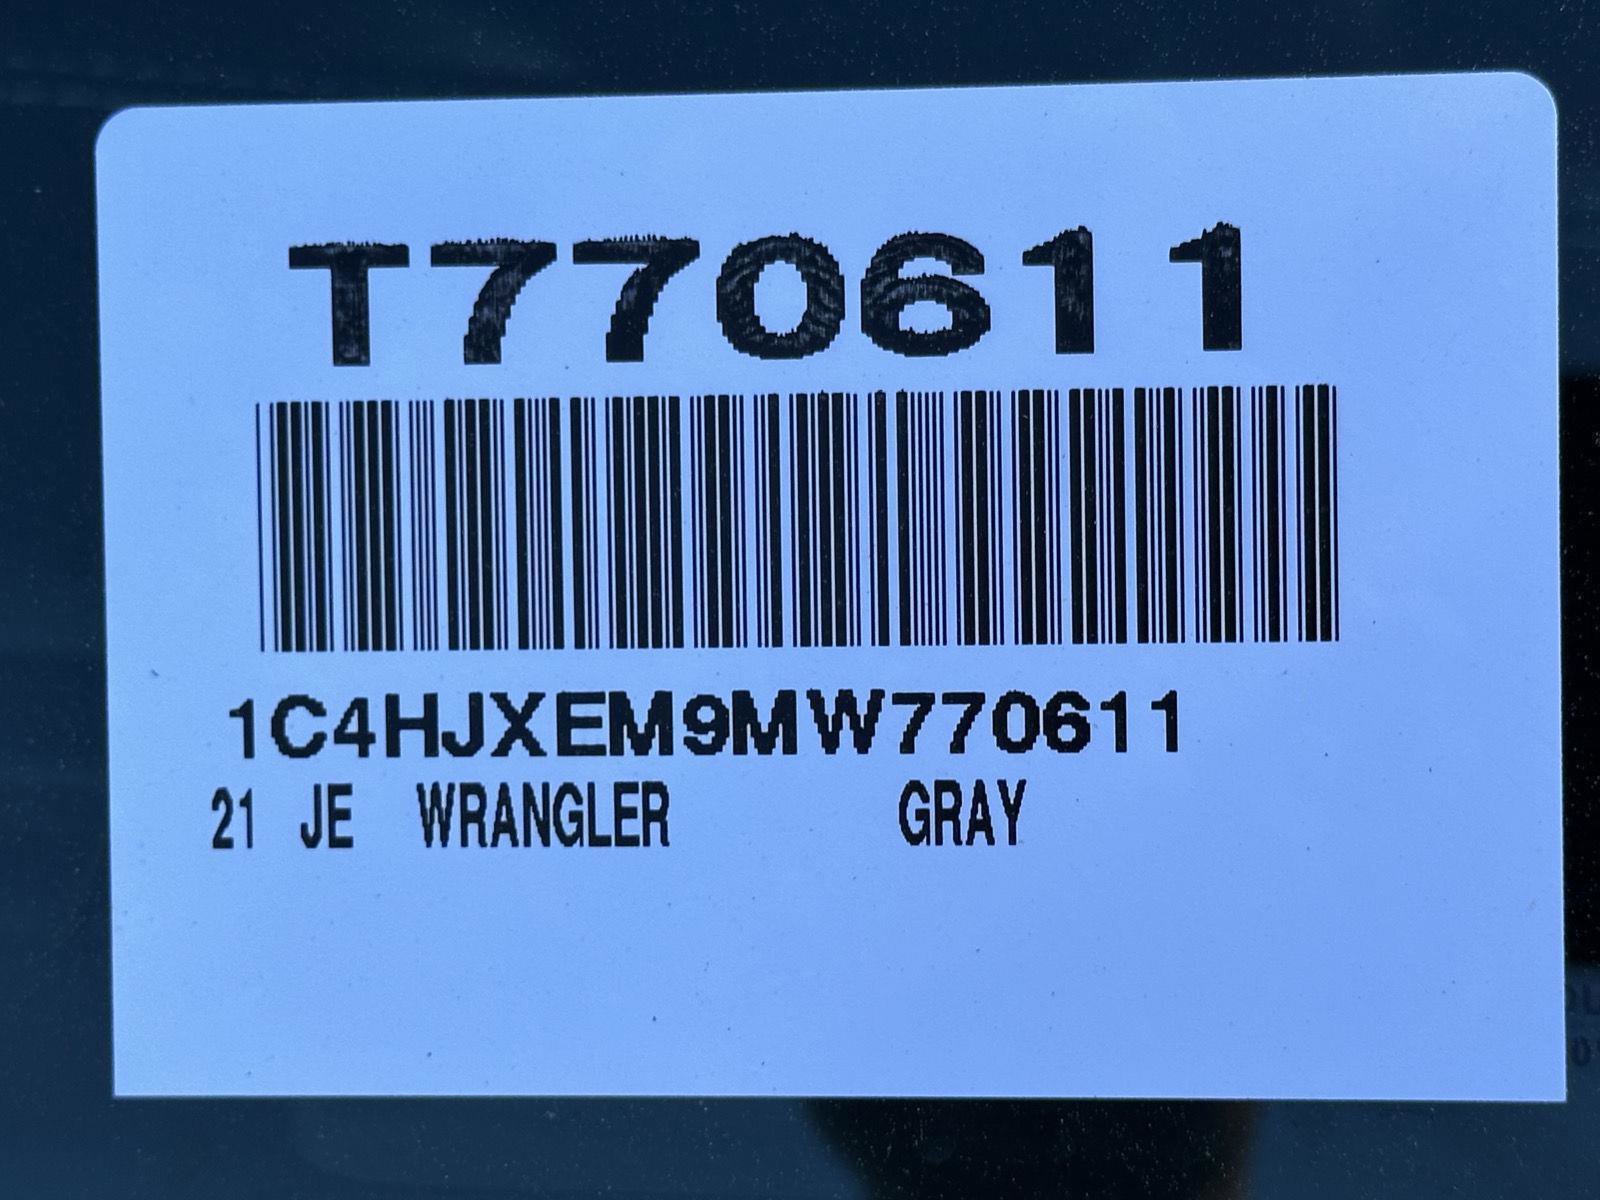 T770611
1C4HJXEM9MW770611
21 JE WRANGLER GRAY